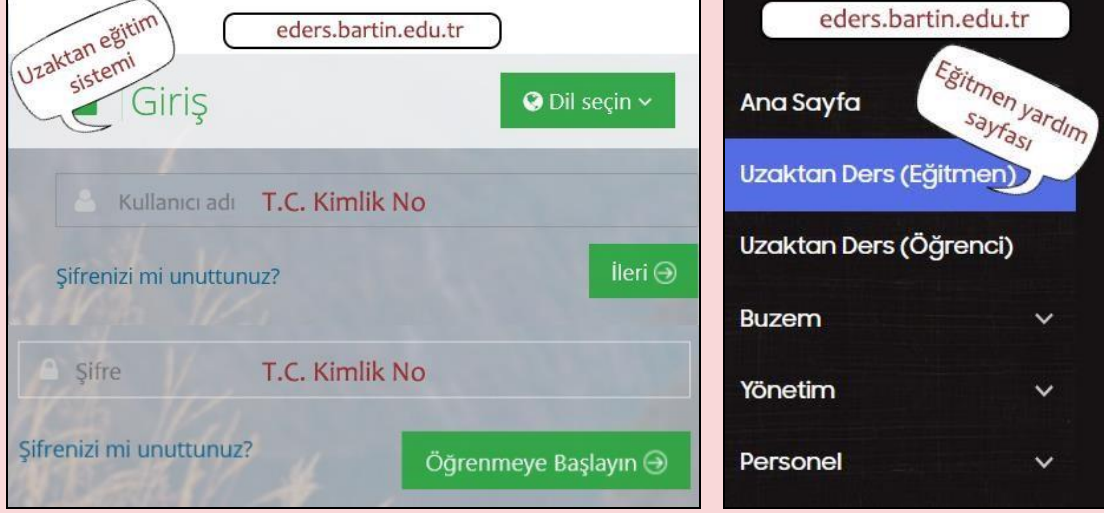 eders.bartin.edu.tr
Uzaktan eğitim
sistemi
Giriş
Dil seçin
Kullanıcı adı T.C. Kimlik No
Şifrenizi mi unuttunuz?
İleri
Şifre T.C. Kimlik No
Şifrenizi mi unuttunuz?
Öğrenmeye Başlayın
eders.bartin.edu.tr
Eğitmen yardım
sayfası
Ana Sayfa
Uzaktan Ders (Eğitmen)
Uzaktan Ders (Öğrenci)
Buzem
Yönetim
Personel